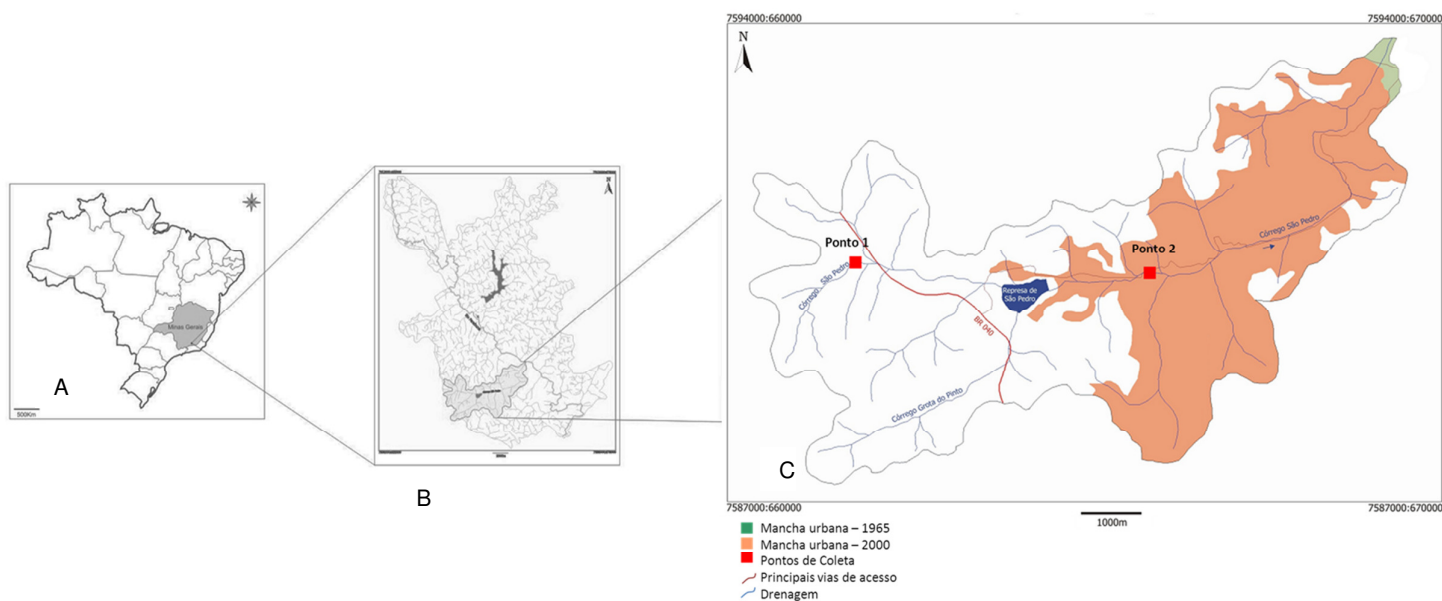 Minas Gerais
A
500Km
N
B
7594000:660000
7594000:670000
N
Ponto 1
Córrego São Pedro
Represa de
São Pedro
BR 040
Ponto 2
Córrego São Pedro
Córrego Grota do Pinto
C
7587000:660000
7587000:670000
1000m
Mancha urbana – 1965
Mancha urbana – 2000
Pontos de Coleta
Principais vias de acesso
Drenagem